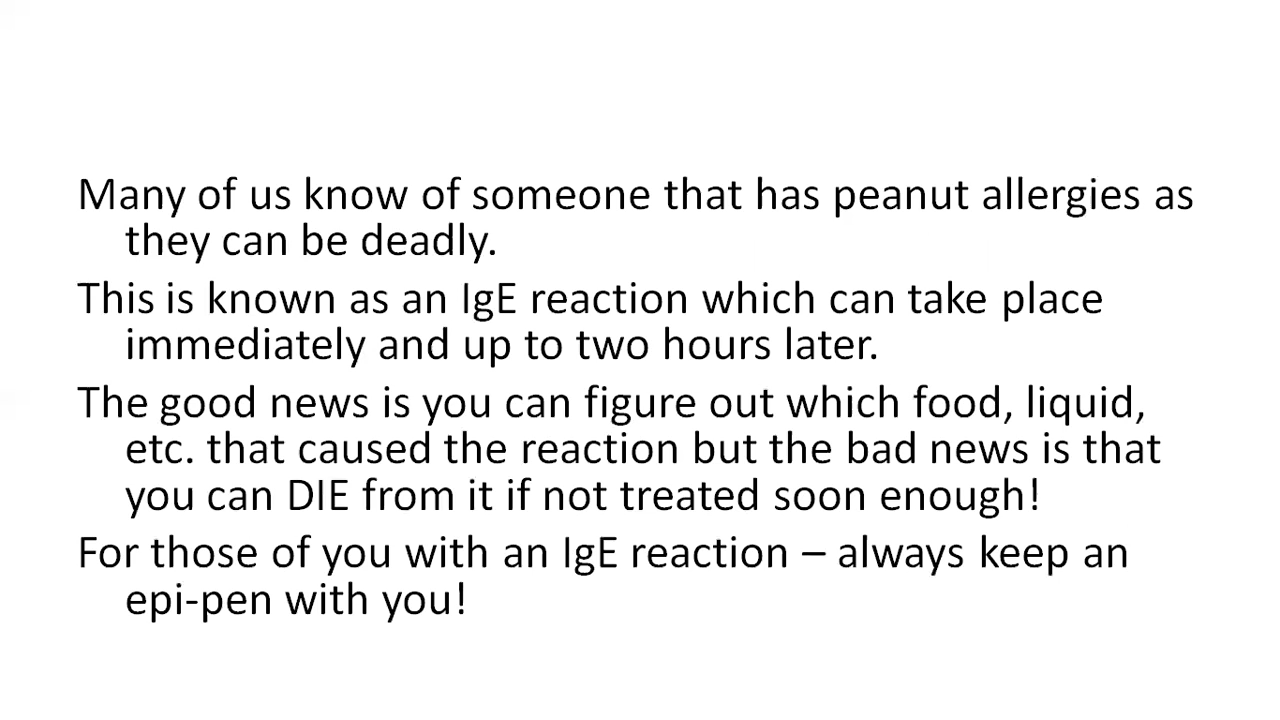 Many of us know of someone that has peanut allergies as
they can be deadly.
This is known as an IgE reaction which can take place
immediately and up to two hours later.
The good news is you can figure out which food, liquid,
etc. that caused the reaction but the bad news is that
you can DIE from it if not treated soon enough!
For those of you with an IgE reaction – always keep an
epi-pen with you!